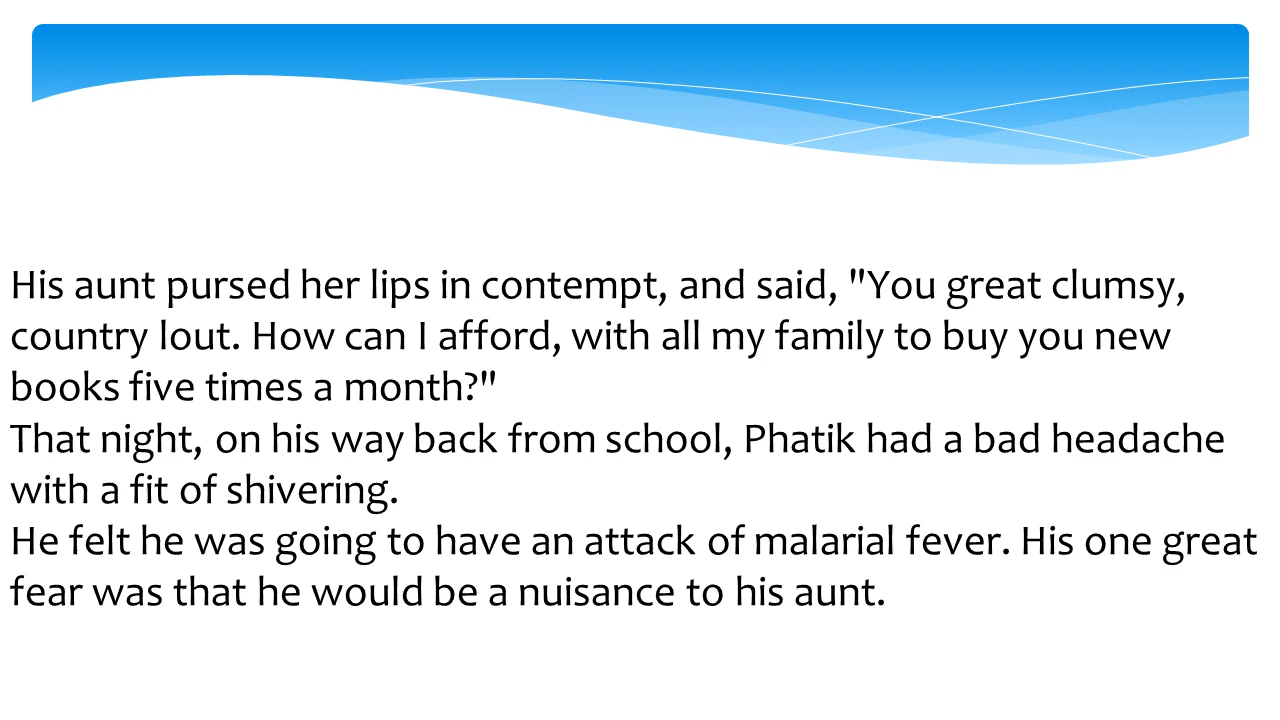 His aunt pursed her lips in contempt, and said, "You great clumsy,
country lout. How can I afford, with all my family to buy you new
books five times a month?"
That night, on his way back from school, Phatik had a bad headache
with a fit of shivering.
He felt he was going to have an attack of malarial fever. His one great
fear was that he would be a nuisance to his aunt.